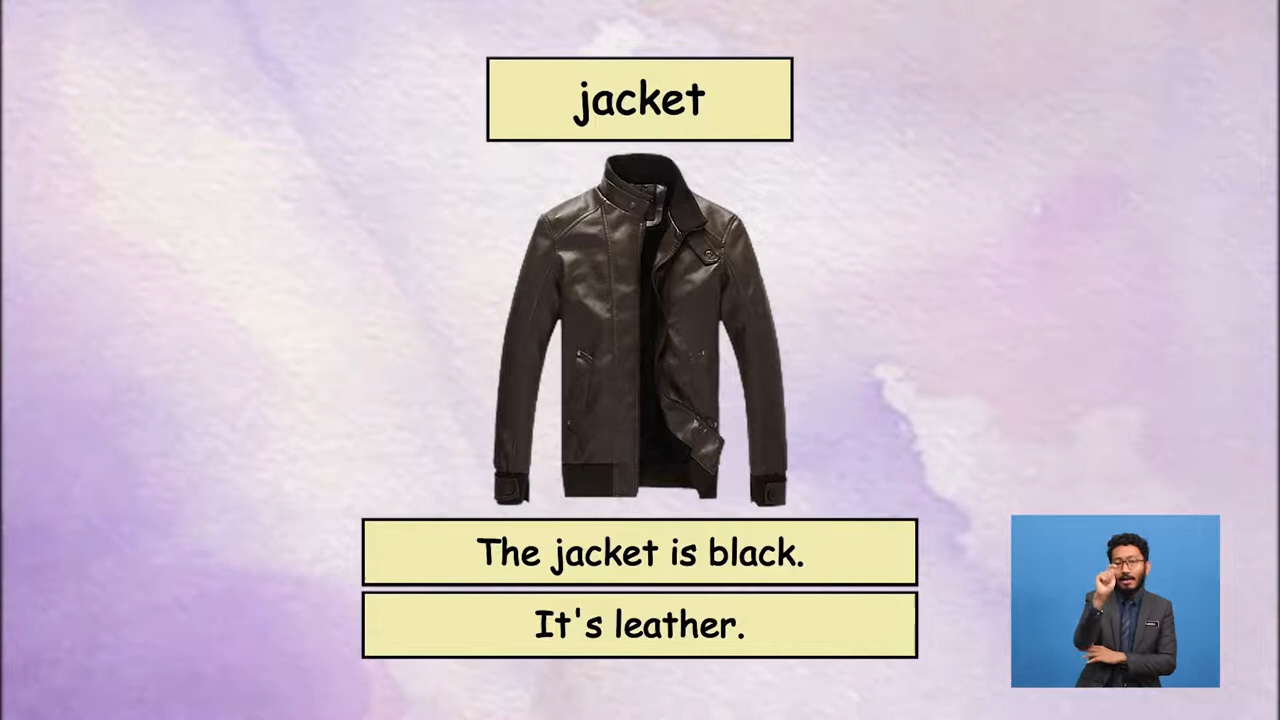 jacket
The jacket is black.
It's leather.